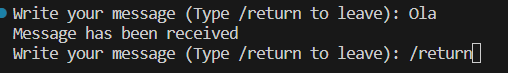 Write your message (Type /return to leave): Ola
Message has been received
Write your message (Type /return to leave): /return